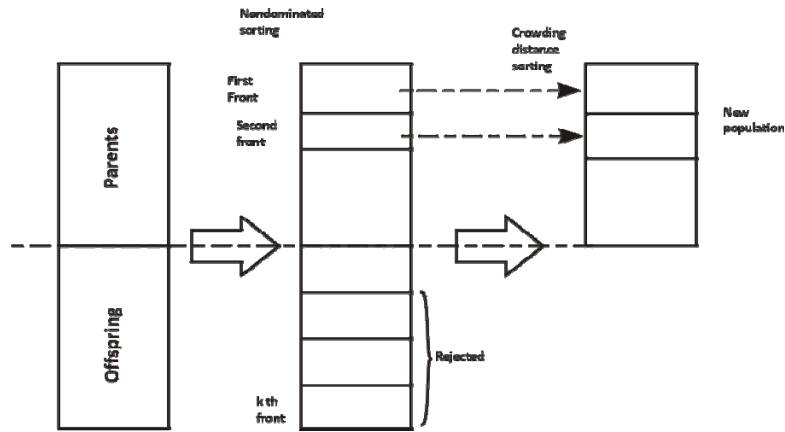 Nondominated
sorting
Crowding
distance
sorting
First
Front
Second
front
New
population
Parents
Offspring
Rejected
k th
front